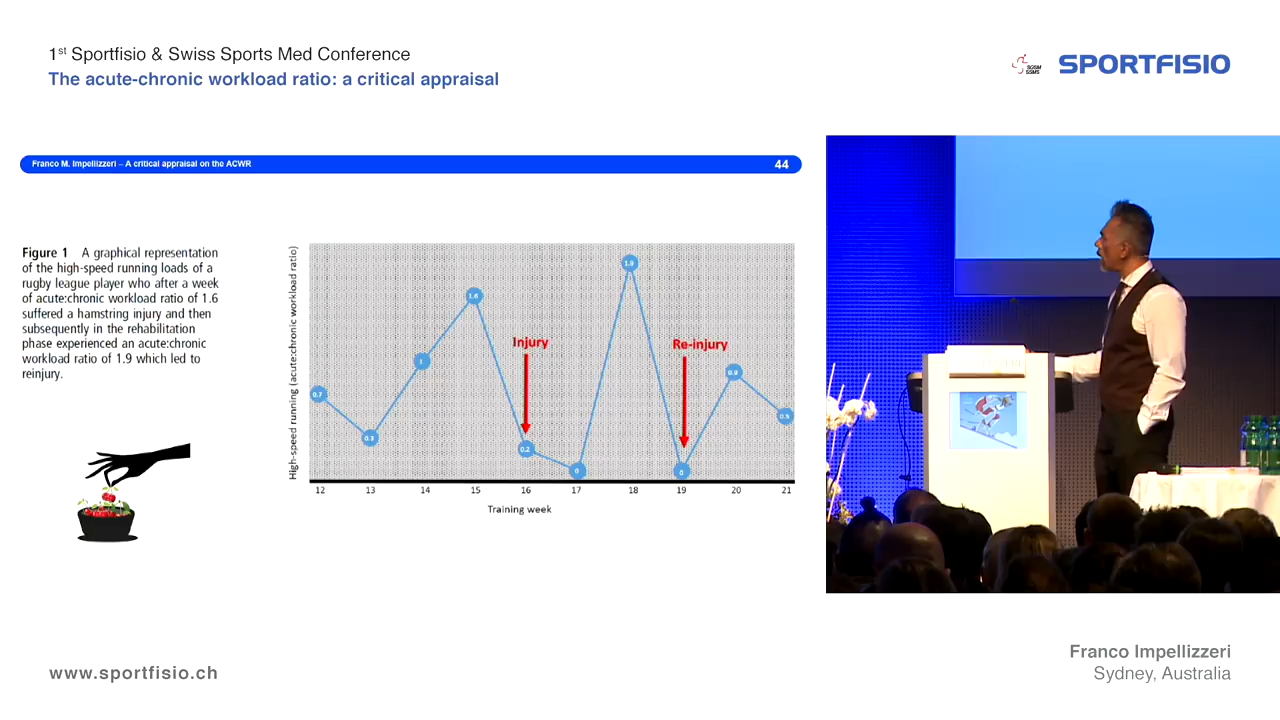 1st Sportfisio & Swiss Sports Med Conference
The acute-chronic workload ratio: a critical appraisal
SGSM
SSMS
SPORTFISIO
Franco M. Impellizzeri – A critical appraisal on the ACWR
44
Figure 1 A graphical representation
of the high-speed running loads of a
rugby league player who after a week
of acute:chronic workload ratio of 1.6
suffered a hamstring injury and then
subsequently in the rehabilitation
phase experienced an acute:chronic
workload ratio of 1.9 which led to
reinjury.
High-speed running (acute:chronic workload ratio)
0.7
0.3
1
1.6
0.2
0
1.9
0
0.9
0.5
Injury
Re-injury
12 13 14 15 16 17 18 19 20 21
Training week
www.sportfisio.ch
Franco Impellizzeri
Sydney, Australia